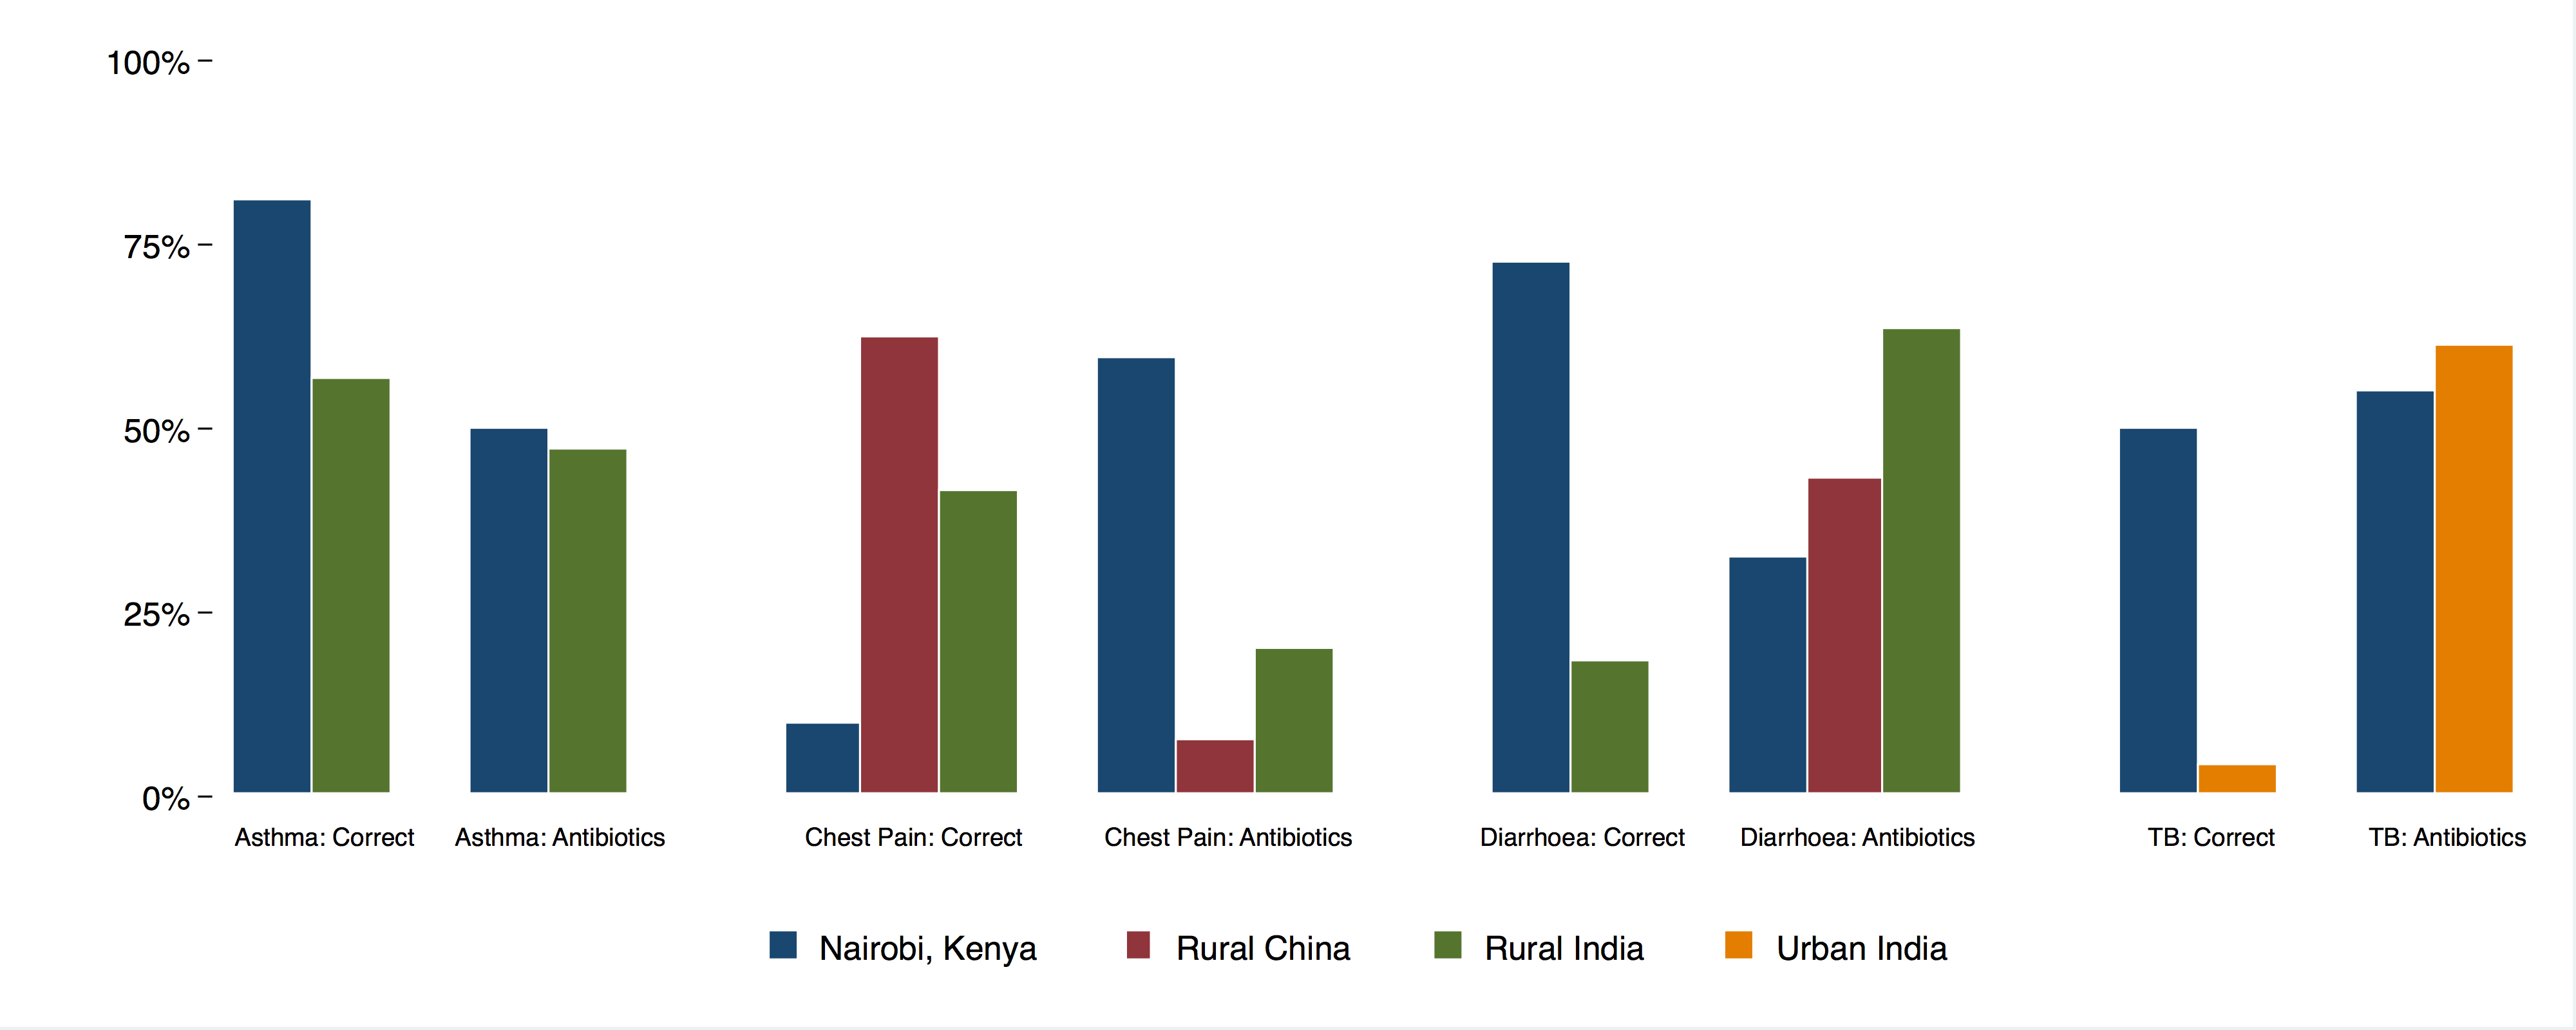 100%
75%
50%
25%
0%
Asthma: Correct Asthma: Antibiotics Chest Pain: Correct Chest Pain: Antibiotics Diarrhoea: Correct Diarrhoea: Antibiotics TB: Correct TB: Antibiotics
Nairobi, Kenya Rural China Rural India Urban India